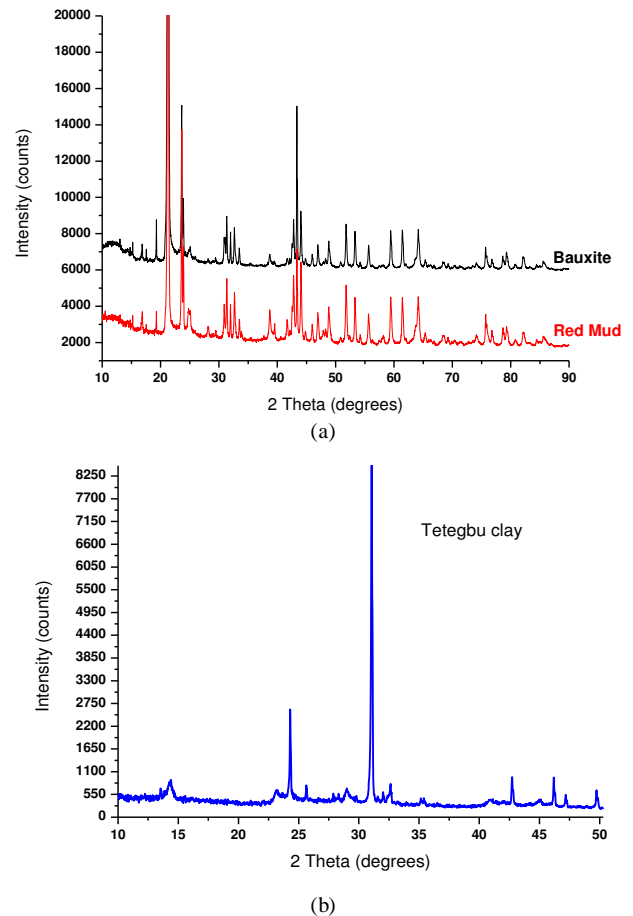 20000
18000
16000
14000
12000
10000
8000
6000
4000
2000
Intensity (counts)
Bauxite
Red Mud
10 20 30 40 50 60 70 80 90
2 Theta (degrees)
(a)
8250
7700
7150
6600
6050
5500
4950
4400
3850
3300
2750
2200
1650
1100
550
0
Intensity (counts)
Tetegbu clay
10 15 20 25 30 35 40 45 50
2 Theta (degrees)
(b)